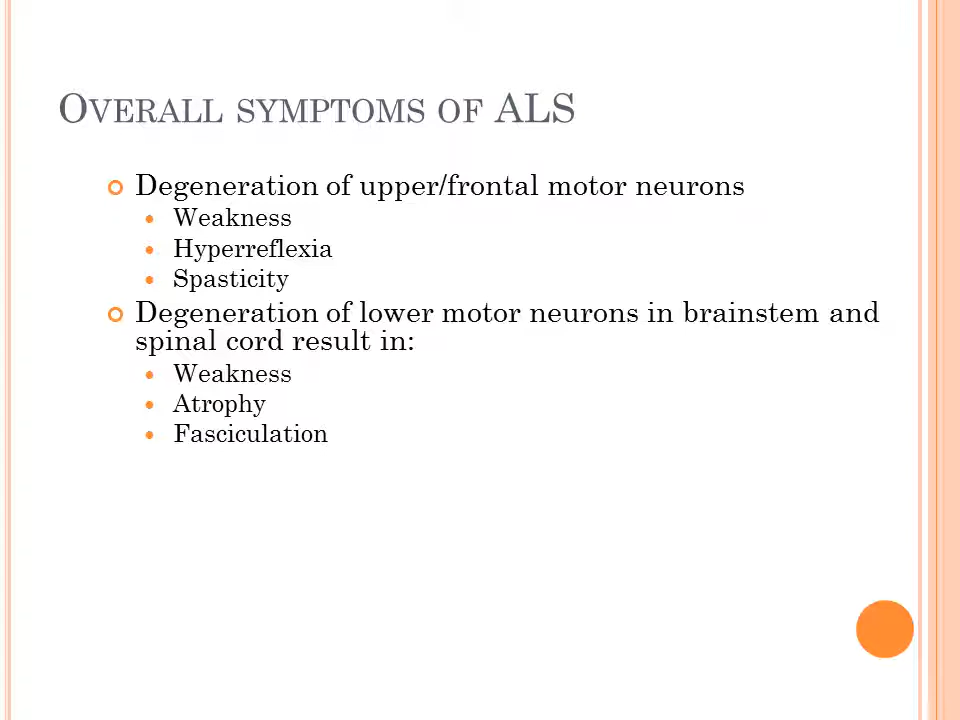 OVERALL SYMPTOMS OF ALS
Degeneration of upper/frontal motor neurons
Weakness
Hyperreflexia
Spasticity
Degeneration of lower motor neurons in brainstem and
spinal cord result in:
Weakness
Atrophy
Fasciculation